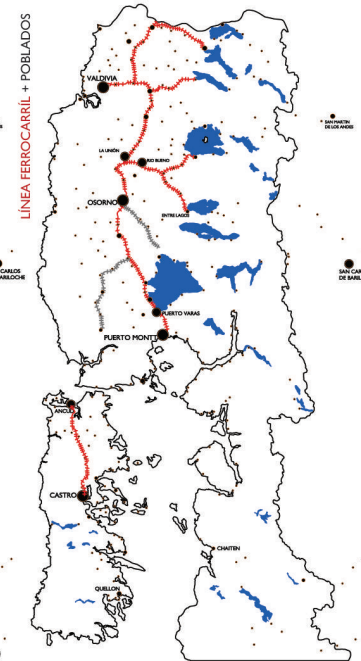 LÍNEA FERROCARRÍL + POBLADOS
VALDIVIA
SAN MARTIN
DE LOS ANDES
LA UNIÓN
RIO BUENO
OSORNO
ENTRE LAGOS
CARLOS
ARILOCHE
SAN CAR
DE BARIL
PUERTO VARAS
PUERTO MONTT
ANCUD
CASTRO
CHAITEN
QUELLON